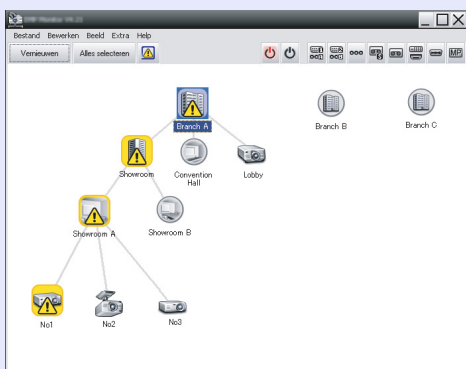 Bestand Bewerken Beeld Extra Help
Vernieuwen Alles selecteren MP
Branch A Branch B Branch C
Showroom Convention Hall Lobby
Showroom A Showroom B
No1 No2 No3